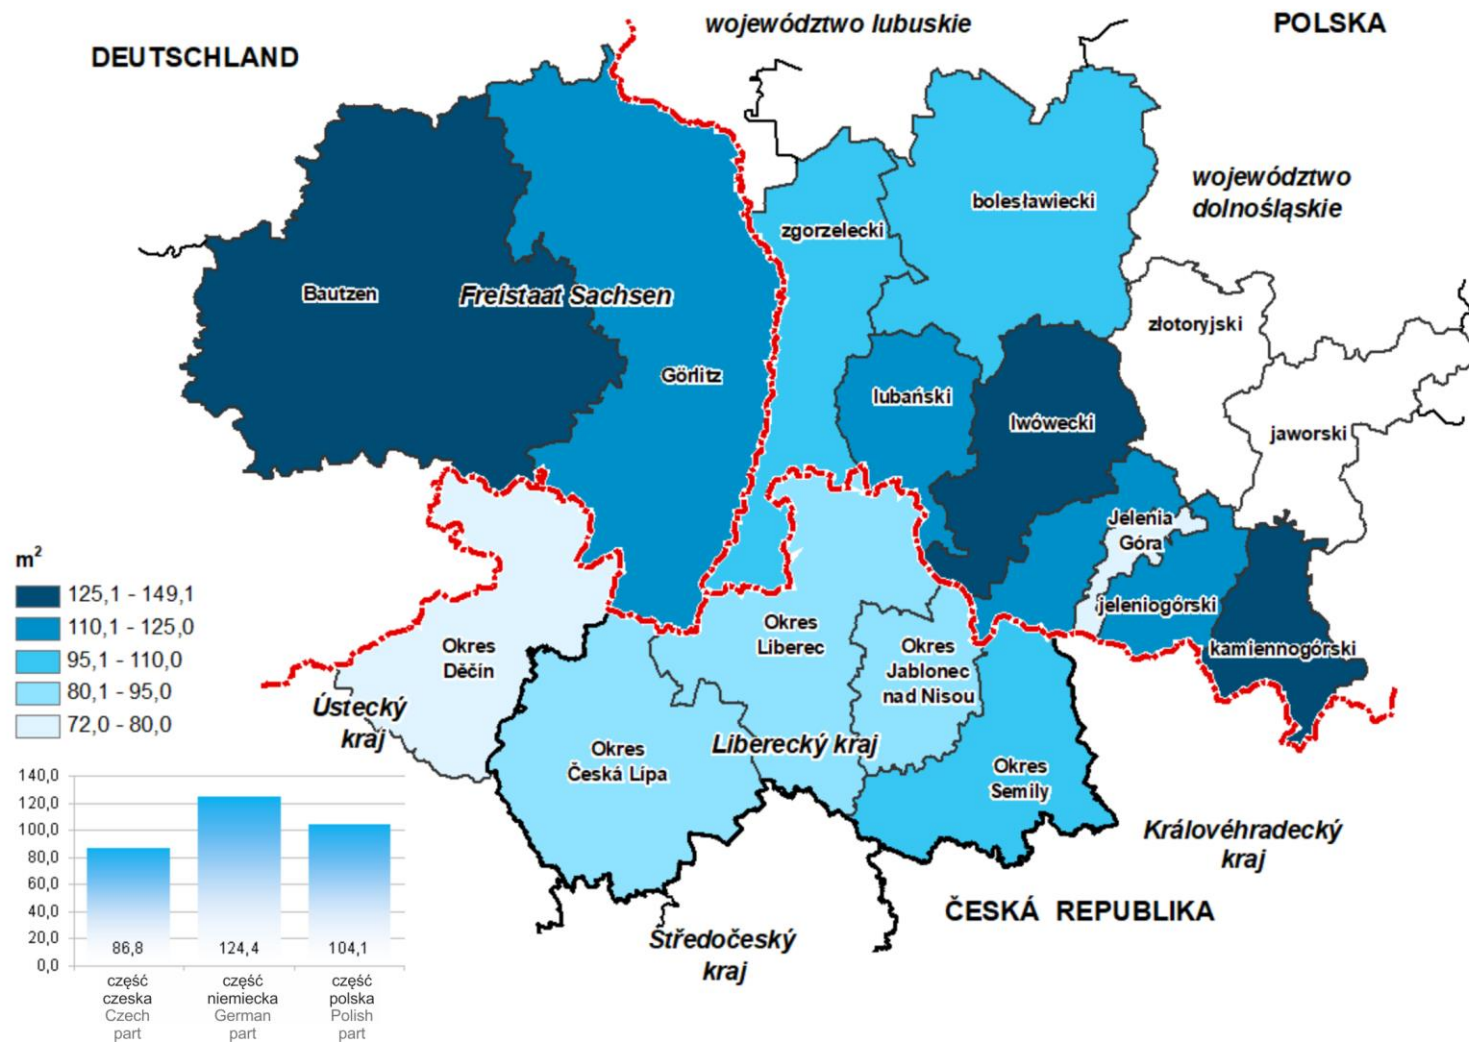 województwo lubuskie
POLSKA
DEUTSCHLAND
województwo
dolnośląskie
bolesławiecki
zgorzelecki
Bautzen
Freistaat Sachsen
złotoryjski
Görlitz
lubański
lwówecki
jaworski
Jelenia
Góra
jeleniogórski
kamiennogórski
m²
125,1 - 149,1
110,1 - 125,0
95,1 - 110,0
80,1 - 95,0
72,0 - 80,0
Okres
Děčín
Okres
Liberec
Okres
Jablonec
nad Nisou
Ústecký
kraj
Liberecký kraj
Okres
Česká Lípa
Okres
Semily
Královéhradecký
kraj
ČESKÁ REPUBLIKA
Středočeský
kraj
140,0
120,0
100,0
80,0
60,0
40,0
20,0
0,0
86,8
124,4
104,1
część
czeska
Czech
part
część
niemiecka
German
part
część
polska
Polish
part